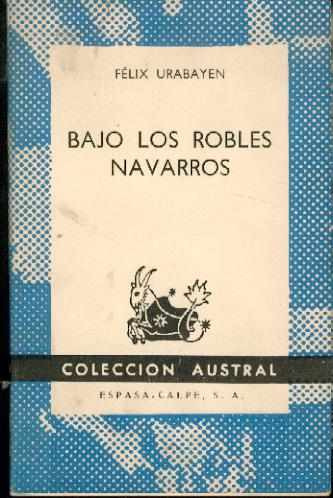 FÉLIX URABAYEN
BAJO LOS ROBLES
NAVARROS
COLECCION AUSTRAL
ESPASA-CALPE, S. A.